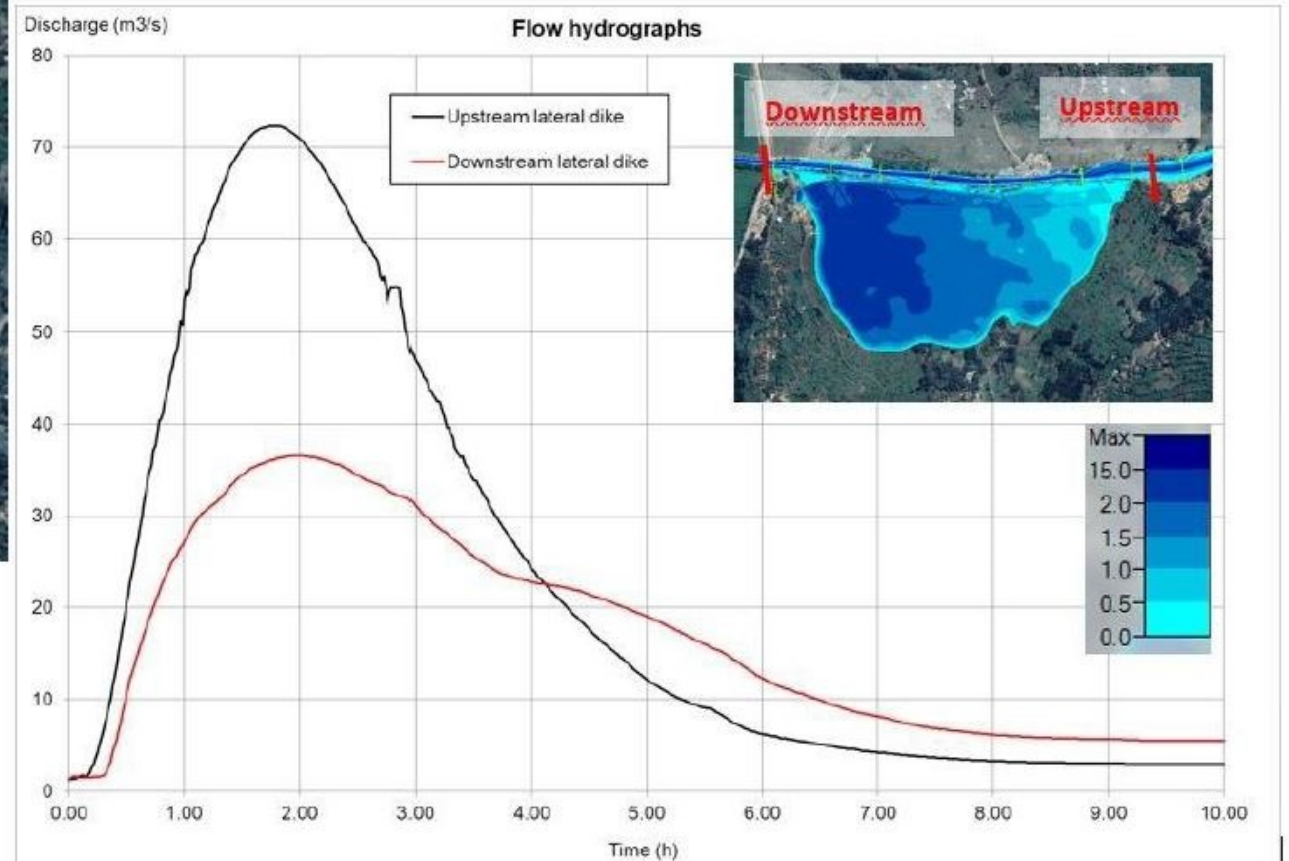 Discharge (m3/s)
Flow hydrographs
80
70
60
50
40
30
20
10
0
Upstream lateral dike
Downstream lateral dike
Downstream
Upstream
Max
15.0
2.0
1.5
1.0
0.5
0.0
0.00 1.00 2.00 3.00 4.00 5.00 6.00 7.00 8.00 9.00 10.00
Time (h)